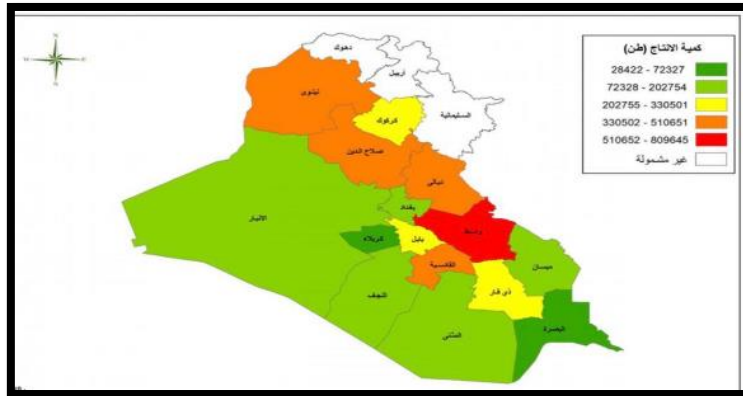 كمية الانتاج (طن)
28422 - 72327
72328 - 202754
202755 - 330501
330502 - 510651
510652 - 809645
غير مشمولة
دهوك
أربيل
نينوى
السليمانية
كركوك
صلاح الدين
ديالى
بغداد
الانبار
واسط
كربلاء
بابل
القادسية
ميسان
النجف
ذي قار
المثنى
البصرة